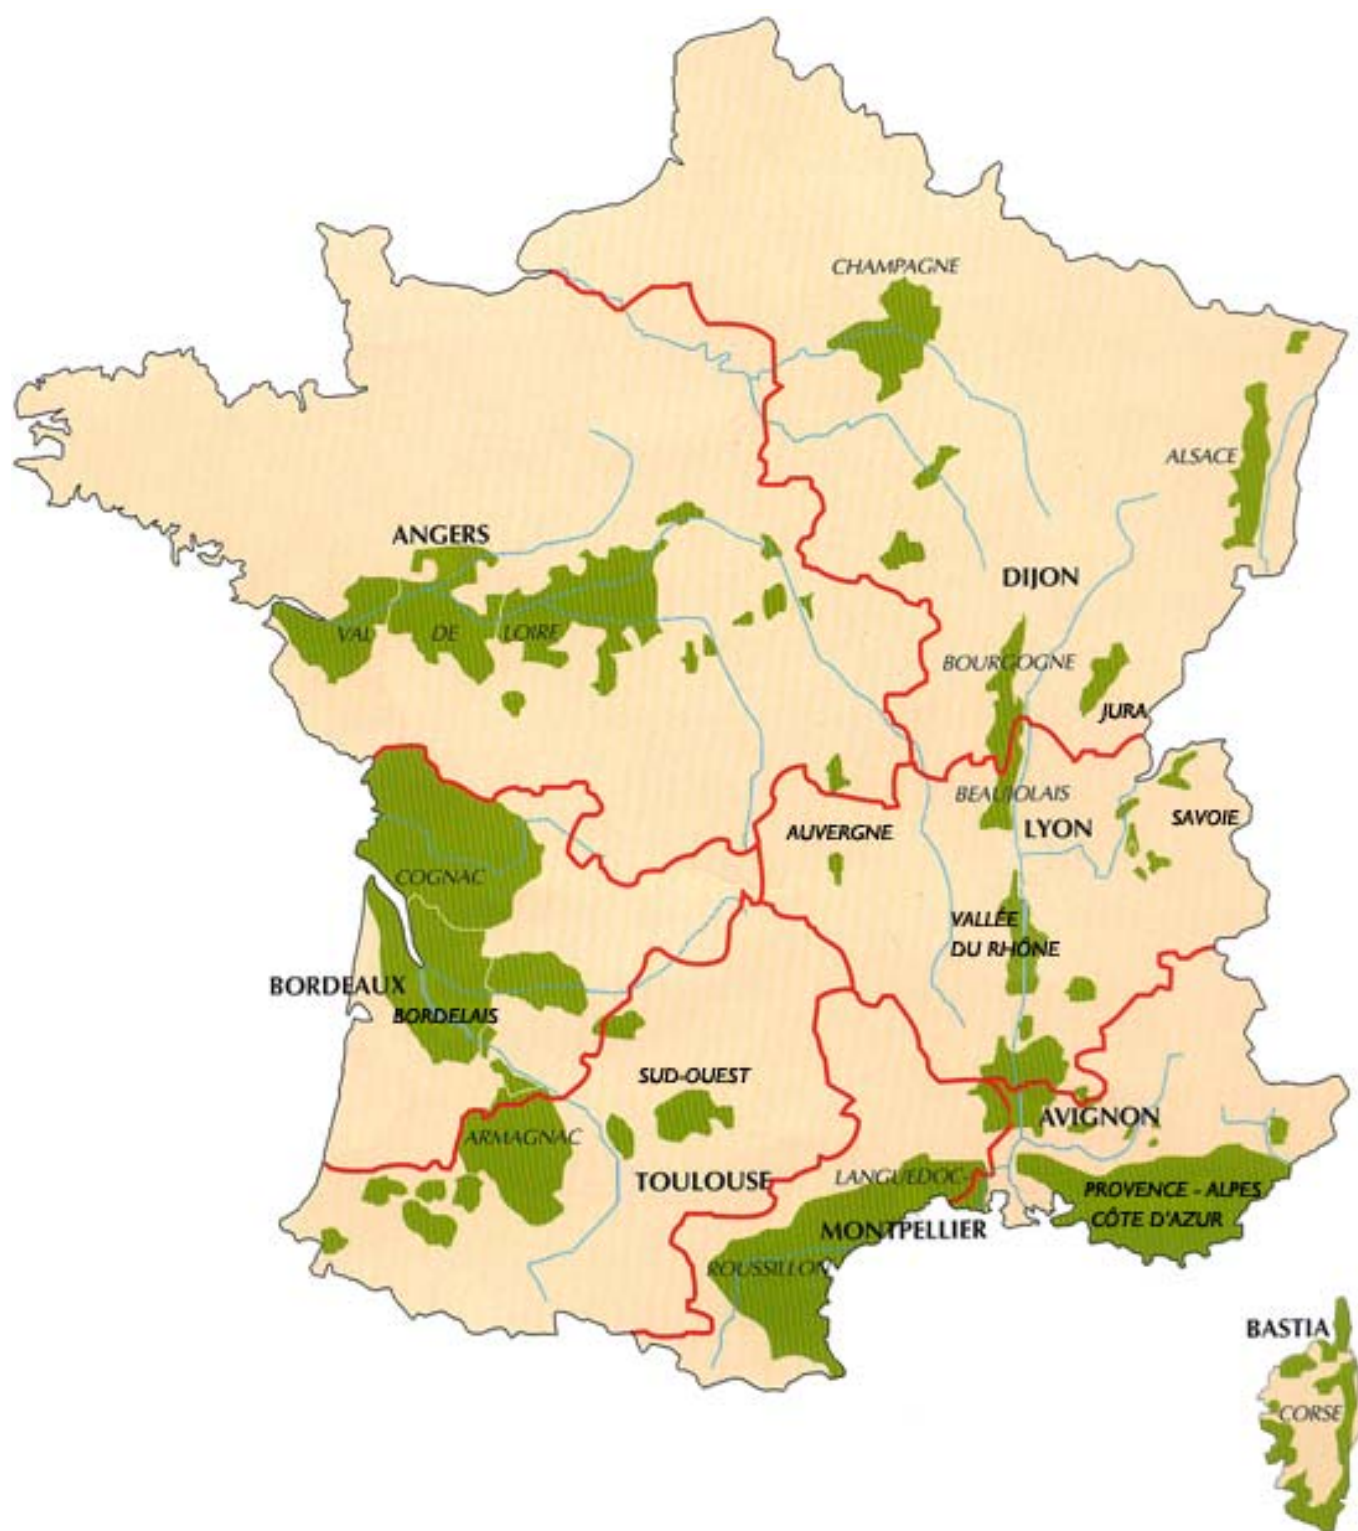 CHAMPAGNE
ALSACE
ANGERS
DIJON
VAL DE LOIRE
BOURGOGNE
JURA
BEAUJOLAIS
LYON
SAVOIE
AUVERGNE
COGNAC
VALLÉE
DU RHÔNE
BORDEAUX
BORDELAIS
SUD-OUEST
AVIGNON
ARMAGNAC
TOULOUSE
LANGUEDOC-
ROUSSILLON
MONTPELLIER
PROVENCE - ALPES
CÔTE D'AZUR
BASTIA
CORSE